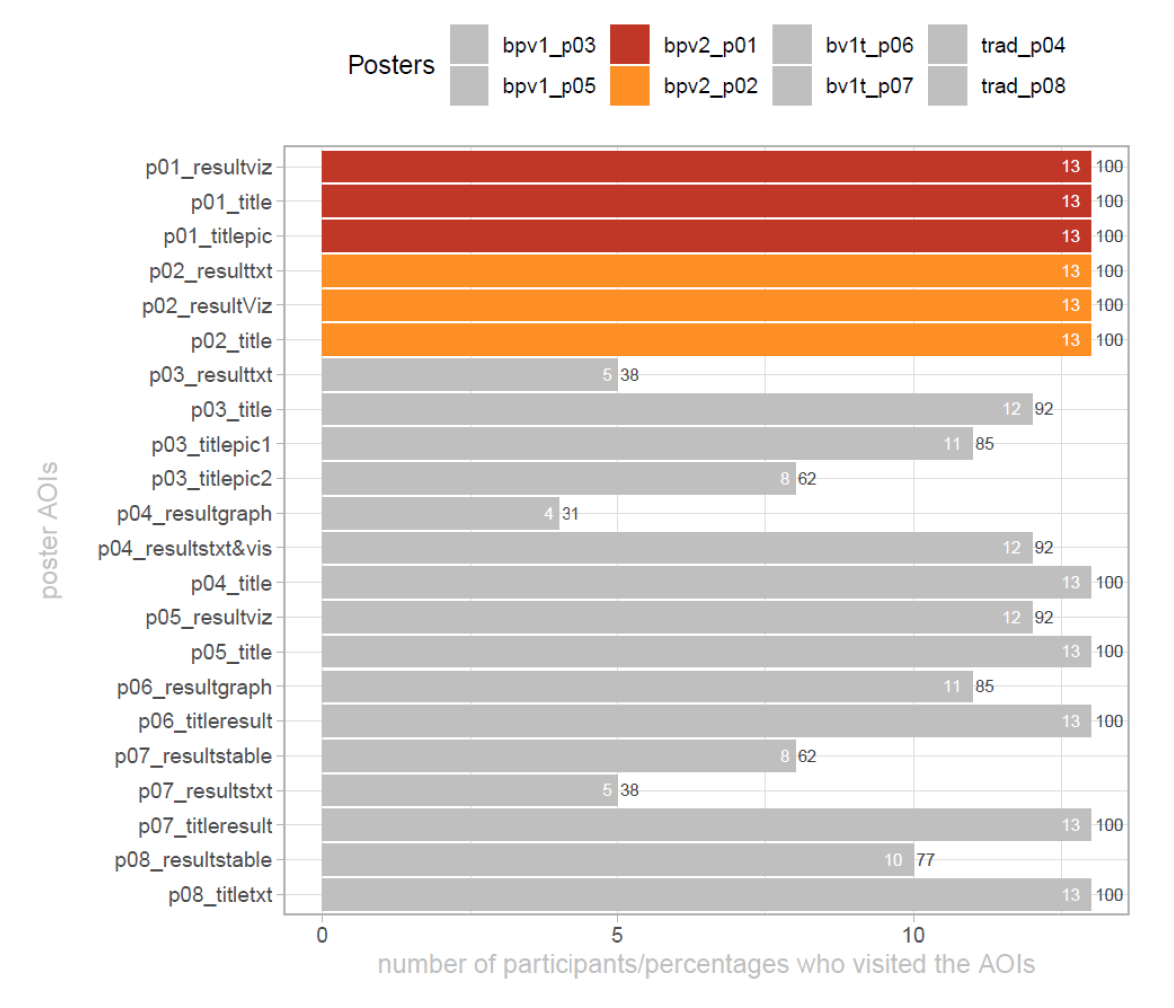 Posters bpv1_p03 bpv2_p01 bv1t_p06 trad_p04
bpv1_p05 bpv2_p02 bv1t_p07 trad_p08
p01_resultviz 13 100
p01_title 13 100
p01_titlepic 13 100
p02_resulttxt 13 100
p02_resultViz 13 100
p02_title 13 100
p03_resulttxt 5 38
p03_title 12 92
p03_titlepic1 11 85
p03_titlepic2 8 62
p04_resultgraph 4 31
p04_resultstxt&vis 12 92
p04_title 13 100
p05_resultviz 12 92
p05_title 13 100
p06_resultgraph 11 85
p06_titleresult 13 100
p07_resultstable 8 62
p07_resultstxt 5 38
p07_titleresult 13 100
p08_resultstable 10 77
p08_titletxt 13 100
poster AOIs
0 5 10
number of participants/percentages who visited the AOIs